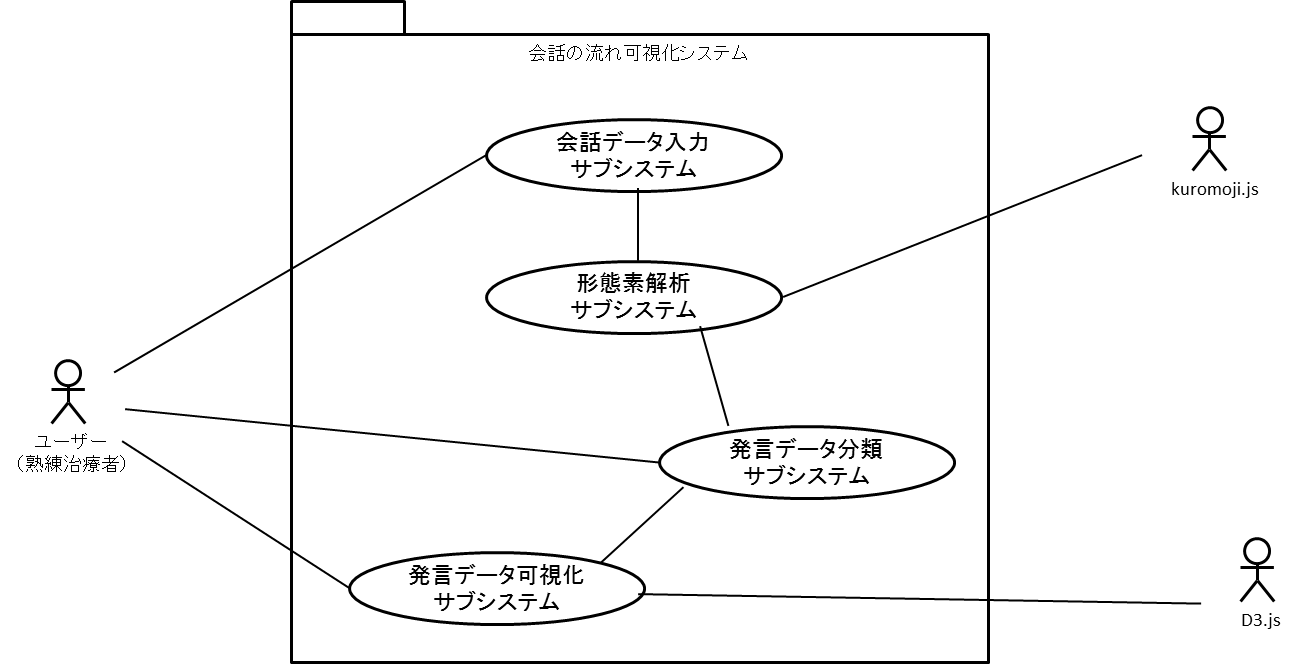 会話の流れ可視化システム
会話データ入力
サブシステム
kuromoji.js
形態素解析
サブシステム
ユーザー
（熟練治療者）
発言データ分類
サブシステム
発言データ可視化
サブシステム
D3.js